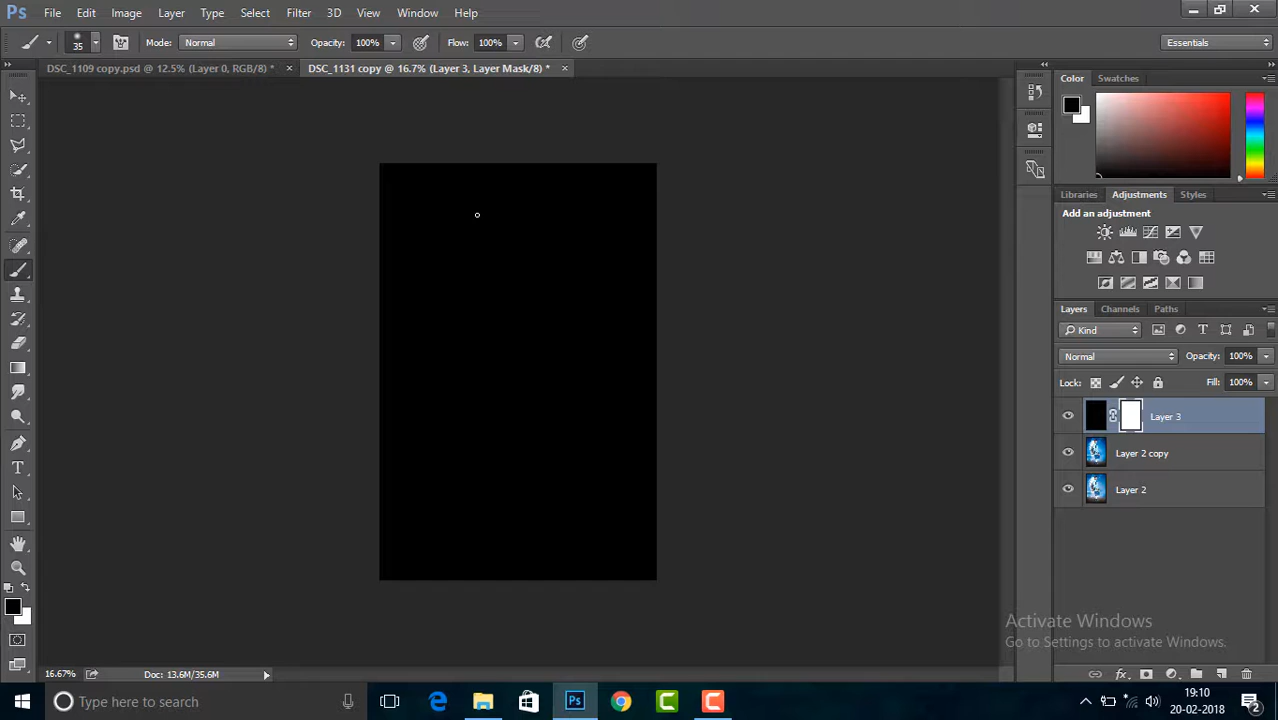 Ps File Edit Image Layer Type Select Filter 3D View Window Help
35 Mode: Normal Opacity: 100% Flow: 100% Essentials
DSC_1109 copy.psd @ 12.5% (Layer 0, RGB/8) * × DSC_1131 copy @ 16.7% (Layer 3, Layer Mask/8) * ×
Color Swatches
Libraries Adjustments Styles
Add an adjustment
Layers Channels Paths
Kind
Normal Opacity: 100%
Lock: Fill: 100%
Layer 3
Layer 2 copy
Layer 2
Activate Windows
Go to Settings to activate Windows.
16.67% Doc: 13.6M/35.6M
Type here to search
19:10
20-02-2018
2